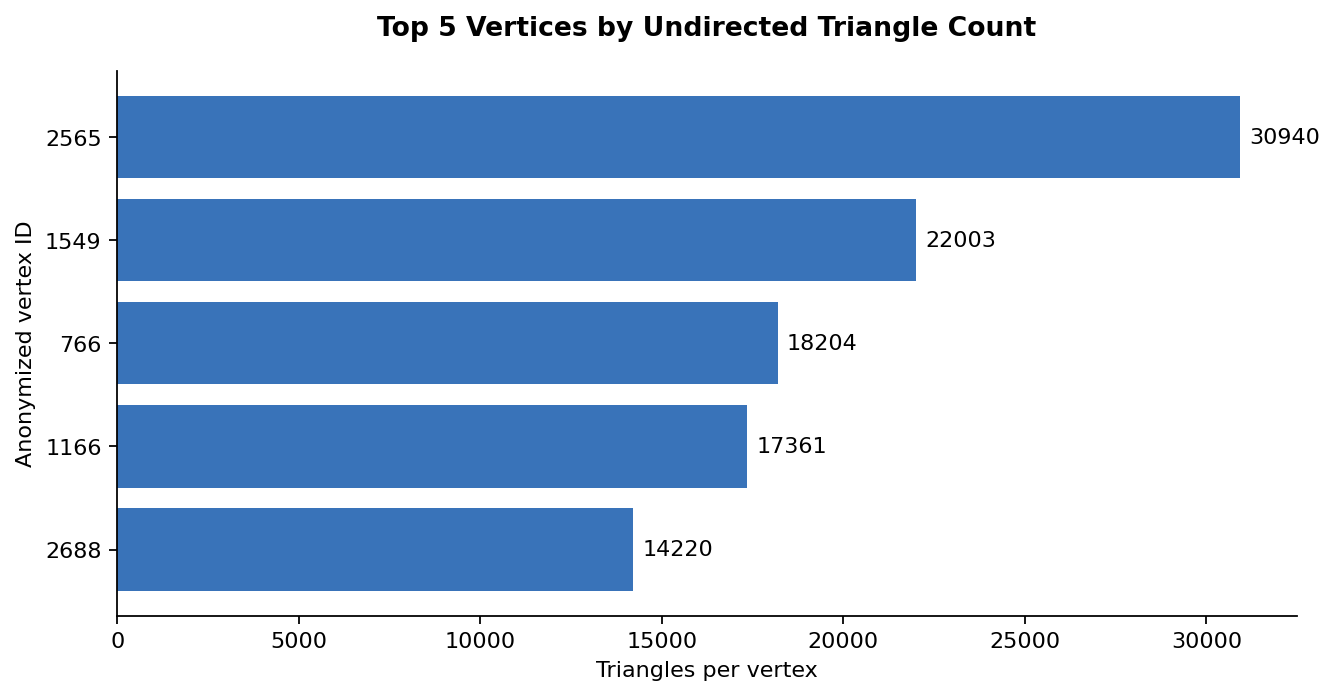 Top 5 Vertices by Undirected Triangle Count
Anonymized vertex ID
2565
30940
1549
22003
766
18204
1166
17361
2688
14220
0 5000 10000 15000 20000 25000 30000
Triangles per vertex